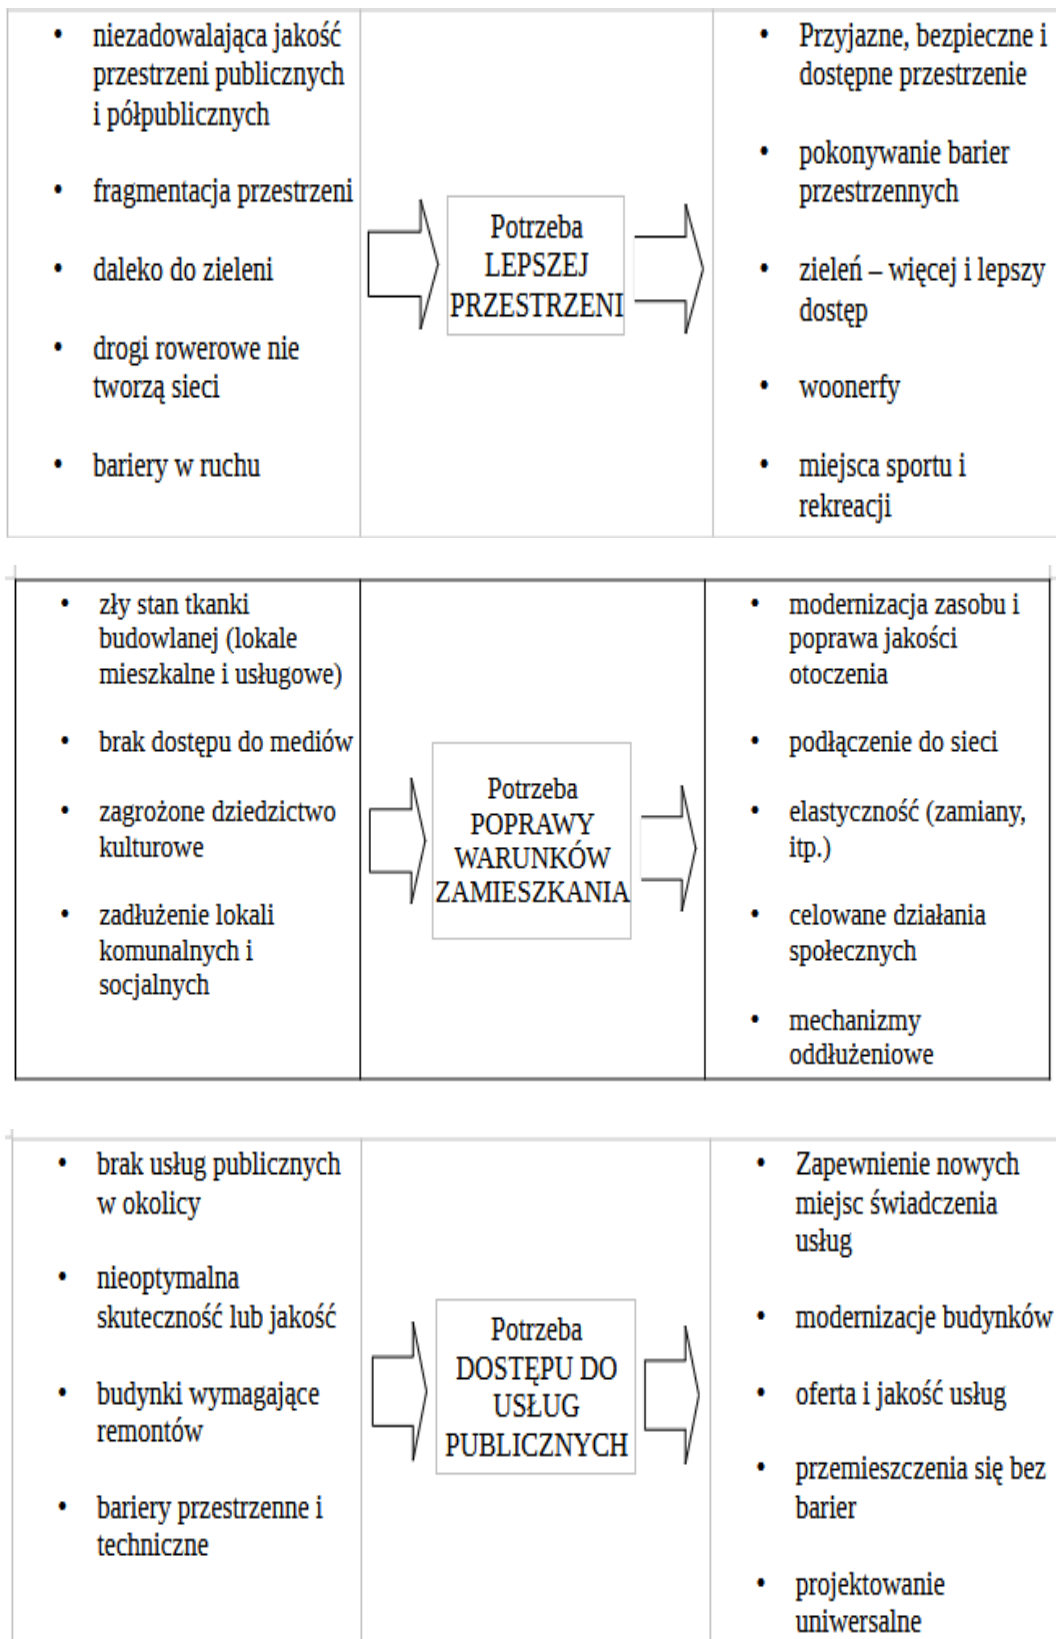 • niezadowalająca jakość
przestrzeni publicznych
i półpublicznych
• fragmentacja przestrzeni
• daleko do zieleni
• drogi rowerowe nie
tworzą sieci
• bariery w ruchu
Potrzeba
LEPSZEJ
PRZESTRZENI
• Przyjazne, bezpieczne i
dostępne przestrzenie
• pokonywanie barier
przestrzennych
• zieleń – więcej i lepszy
dostęp
• woonerfy
• miejsca sportu i
rekreacji
• zły stan tkanki
budowlanej (lokale
mieszkalne i usługowe)
• brak dostępu do mediów
• zagrożone dziedzictwo
kulturowe
• zadłużenie lokali
komunalnych i
socjalnych
Potrzeba
POPRAWY
WARUNKÓW
ZAMIESZKANIA
• modernizacja zasobu i
poprawa jakości
otoczenia
• podłączenie do sieci
• elastyczność (zamiany,
itp.)
• celowane działania
społecznych
• mechanizmy
oddłużeniowe
• brak usług publicznych
w okolicy
• nieoptymalna
skuteczność lub jakość
• budynki wymagające
remontów
• bariery przestrzenne i
techniczne
Potrzeba
DOSTĘPU DO
USŁUG
PUBLICZNYCH
• Zapewnienie nowych
miejsc świadczenia
usług
• modernizacje budynków
• oferta i jakość usług
• przemieszczenia się bez
barier
• projektowanie
uniwersalne